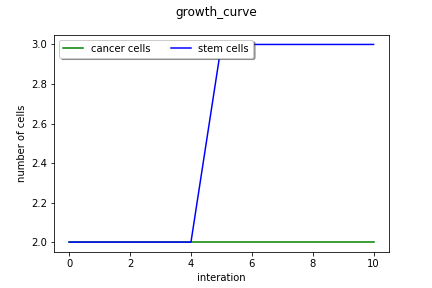 growth_curve
cancer cells
stem cells
number of cells
3.0
2.8
2.6
2.4
2.2
2.0
0 2 4 6 8 10
interation